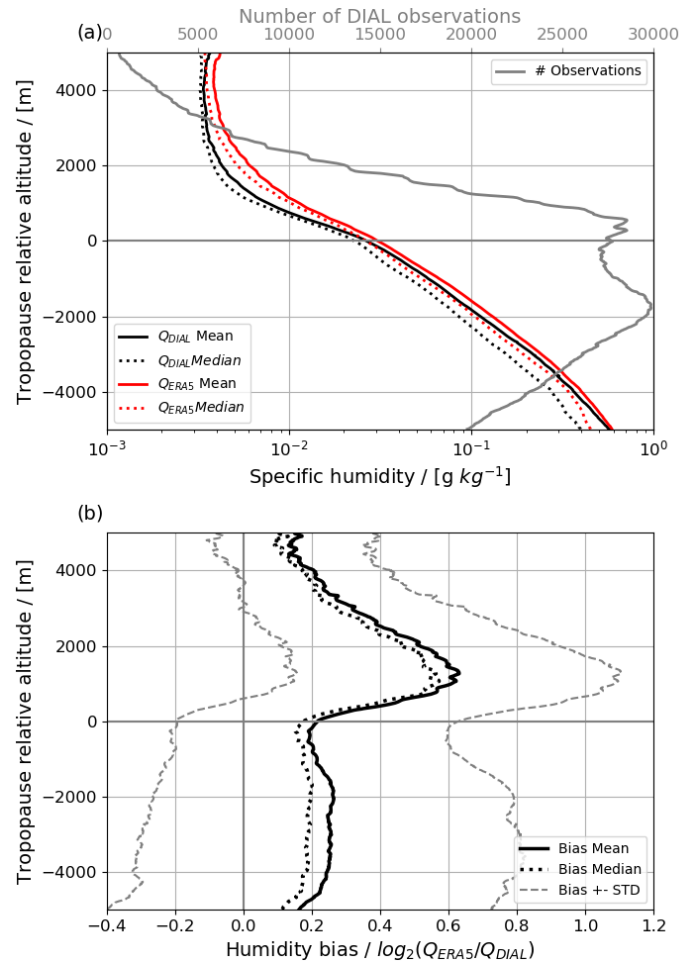 Number of DIAL observations
(a)
0 5000 10000 15000 20000 25000 30000
# Observations
Tropopause relative altitude / [m]
4000
2000
0
−2000
−4000
Q_DIAL Mean
Q_DIAL Median
Q_ERA5 Mean
Q_ERA5 Median
10⁻³ 10⁻² 10⁻¹ 10⁰
Specific humidity / [g kg⁻¹]
(b)
Tropopause relative altitude / [m]
4000
2000
0
−2000
−4000
Bias Mean
Bias Median
Bias +- STD
−0.4 −0.2 0.0 0.2 0.4 0.6 0.8 1.0 1.2
Humidity bias / log₂(Q_ERA5/Q_DIAL)